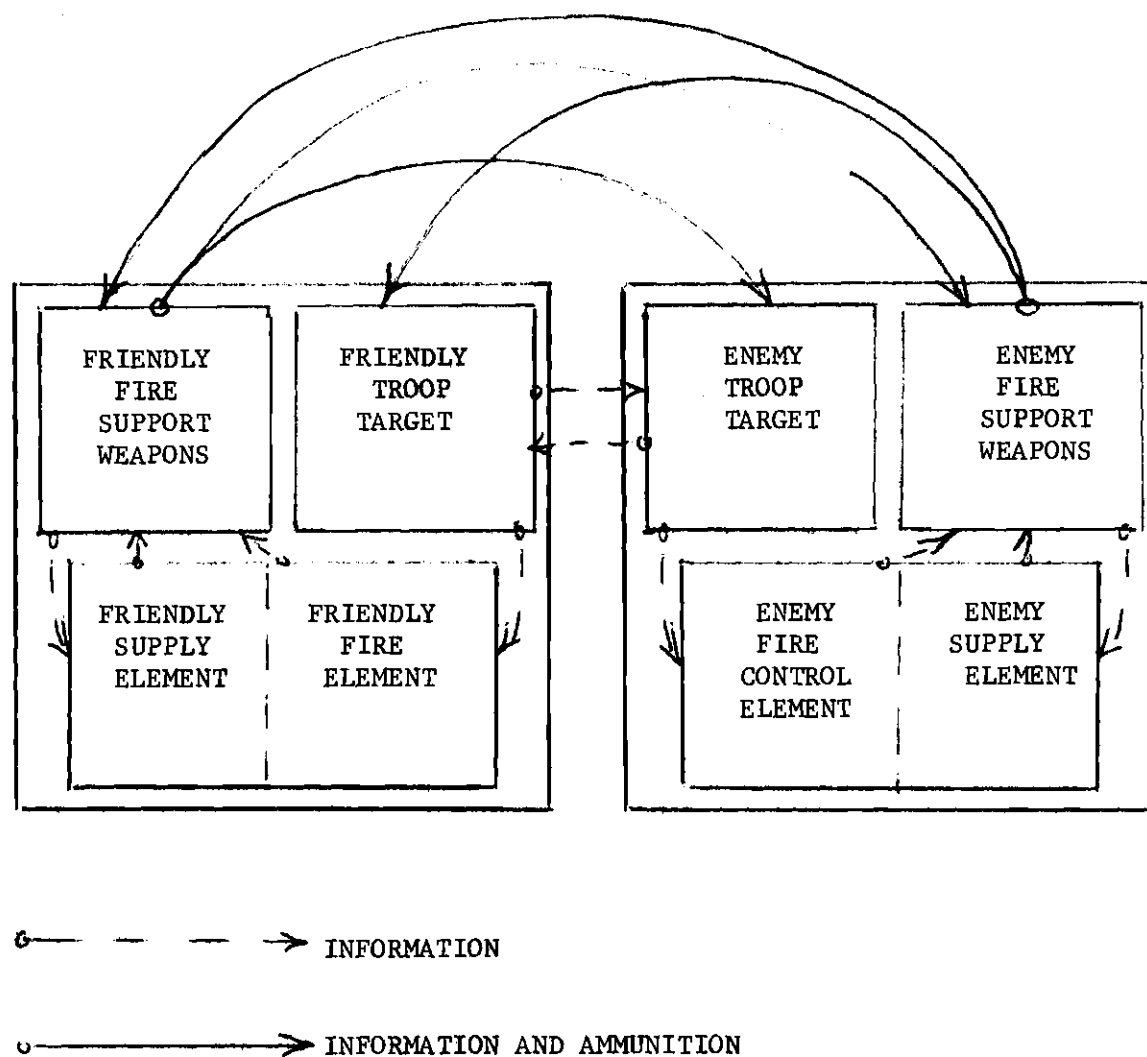 FRIENDLY
FIRE
SUPPORT
WEAPONS
FRIENDLY
TROOP
TARGET
ENEMY
TROOP
TARGET
ENEMY
FIRE
SUPPORT
WEAPONS
FRIENDLY
SUPPLY
ELEMENT
FRIENDLY
FIRE
ELEMENT
ENEMY
FIRE
CONTROL
ELEMENT
ENEMY
SUPPLY
ELEMENT
INFORMATION
INFORMATION AND AMMUNITION